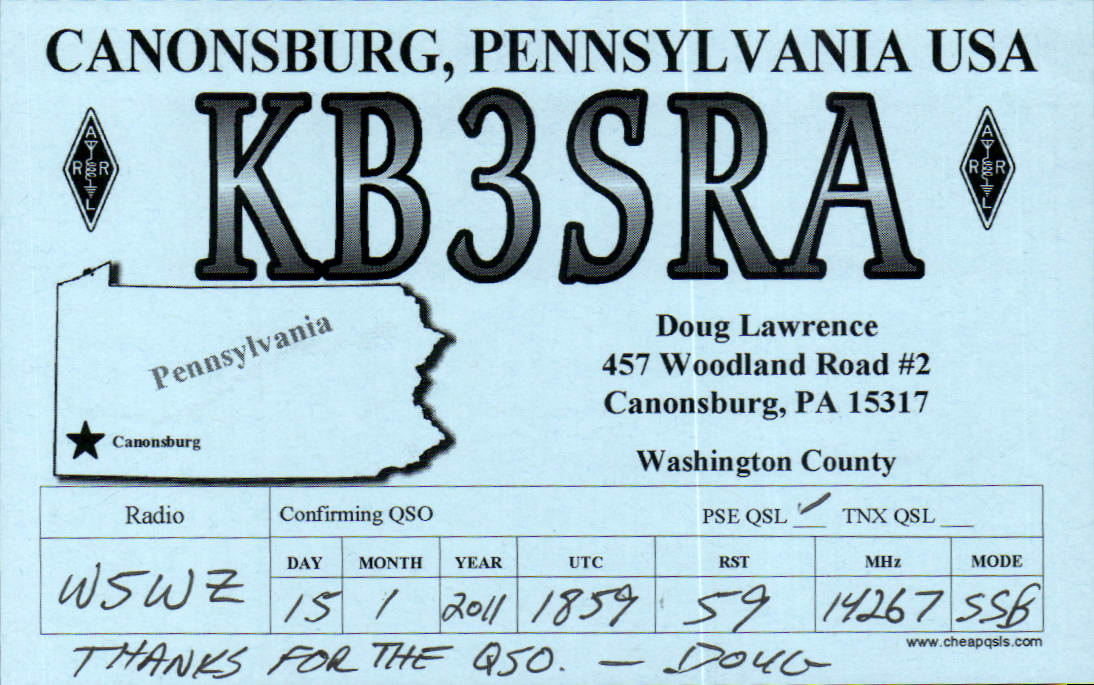 CANONSBURG, PENNSYLVANIA USA
KB3SRA
ARRL
ARRL
Pennsylvania
Canonsburg
Doug Lawrence
457 Woodland Road #2
Canonsburg, PA 15317
Washington County
Radio Confirming QSO PSE QSL ✓ TNX QSL ___
DAY MONTH YEAR UTC RST MHz MODE
W5WZ 15 1 2011 1859 59 14267 SSB
www.cheapqsls.com
THANKS FOR THE QSO. — DOUG